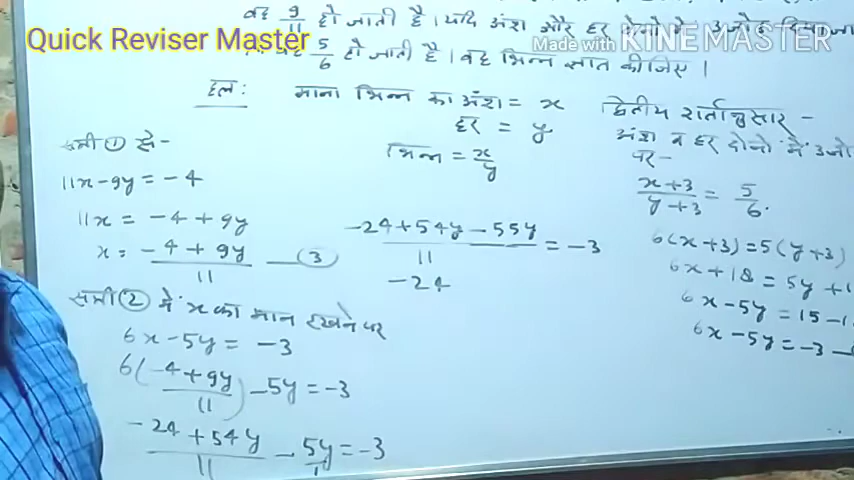 वह 9/11 हो जाती है। यदि अंश और हर दोनो में 3 जोड़ दिया जा
Quick Reviser Master
Made with KINEMASTER
5/6 हो जाती है। वह भिन्न ज्ञात कीजिए।
हल:
माना भिन्न का अंश = x
हर = y
भिन्न = x/y
द्वितीय शर्तानुसार -
अंश व हर दोनो में 3 जो
पर-
(x+3)/(y+3) = 5/6.
6(x+3) = 5(y+3)
6x + 18 = 5y + 1
6x - 5y = 15 - 1
6x - 5y = -3 -
समी ① से-
11x - 9y = -4
11x = -4 + 9y
x = (-4 + 9y)/11 — ③
समी ② में x का मान रखने पर
6x - 5y = -3
6((-4 + 9y)/11) - 5y = -3
(-24 + 54y)/11 - 5y/1 = -3
(-24 + 54y - 55y)/11 = -3
-24